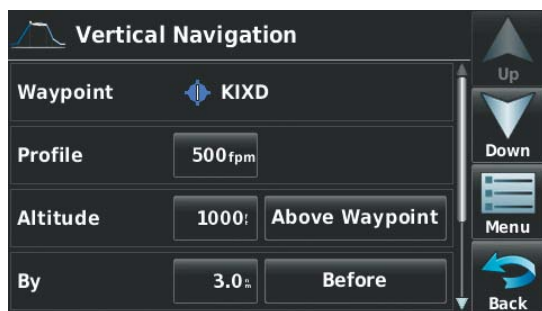 Vertical Navigation
Up
Waypoint KIXD
Profile 500fpm
Down
Altitude 1000 Above Waypoint
Menu
By 3.0 Before
Back